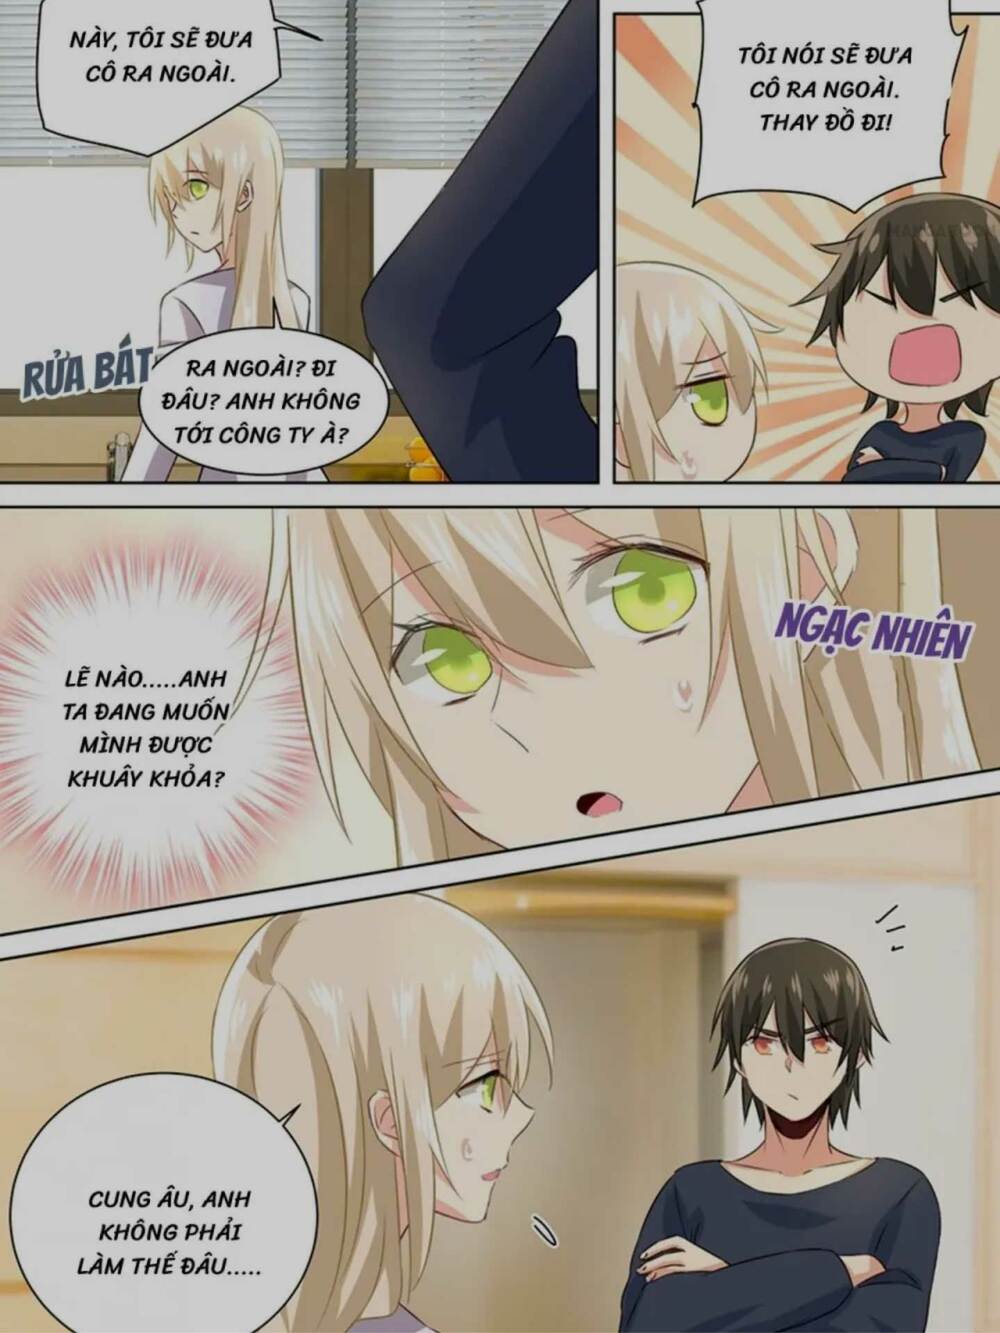 NÀY, TÔI SẼ ĐƯA
CÔ RA NGOÀI.
RỬA BÁT
RA NGOÀI? ĐI
ĐÂU? ANH KHÔNG
TỚI CÔNG TY À?
TÔI NÓI SẼ ĐƯA
CÔ RA NGOÀI.
THAY ĐỒ ĐI!
LẼ NÀO.....ANH
TA ĐANG MUỐN
MÌNH ĐƯỢC
KHUÂY KHỎA?
NGẠC NHIÊN
CUNG ÂU, ANH
KHÔNG PHẢI
LÀM THẾ ĐÂU.....